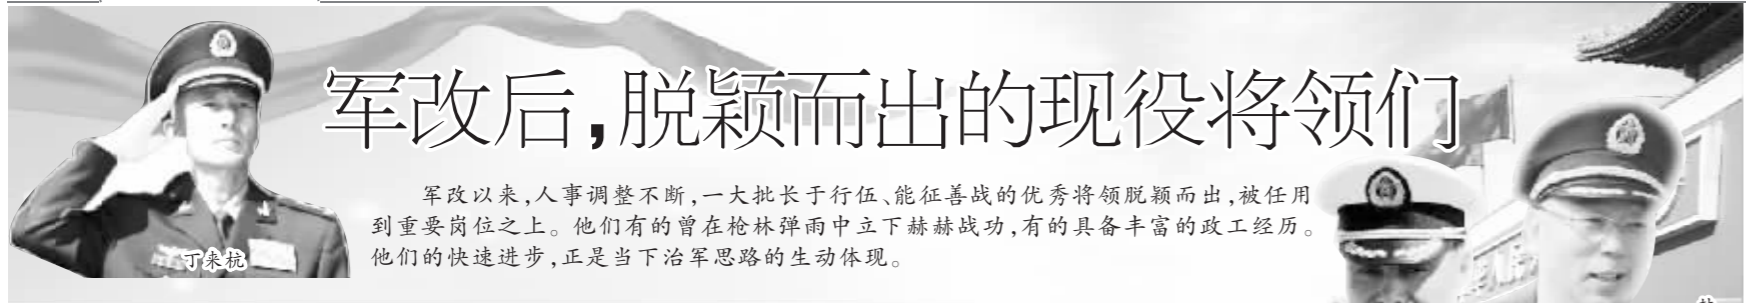 军改后,脱颖而出的现役将领们
军改以来,人事调整不断,一大批长于行伍、能征善战的优秀将领脱颖而出,被任用
到重要岗位之上。他们有的曾在枪林弹雨中立下赫赫战功,有的具备丰富的政工经历。
他们的快速进步,正是当下治军思路的生动体现。
丁来杭